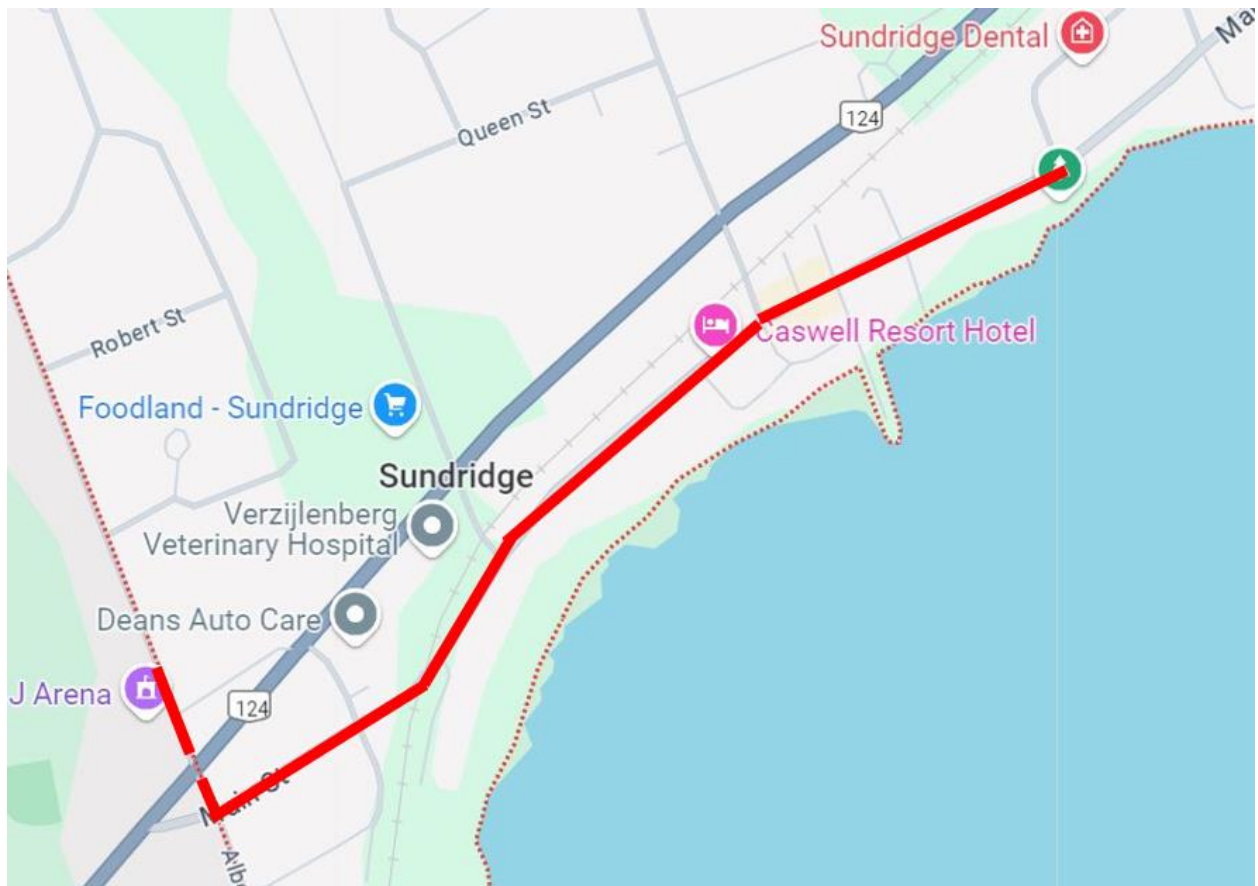 Sundridge Dental
Ma
124
Queen St
Robert St
Caswell Resort Hotel
Foodland - Sundridge
Sundridge
Verzijlenberg
Veterinary Hospital
Deans Auto Care
J Arena
124
Main St
Albe